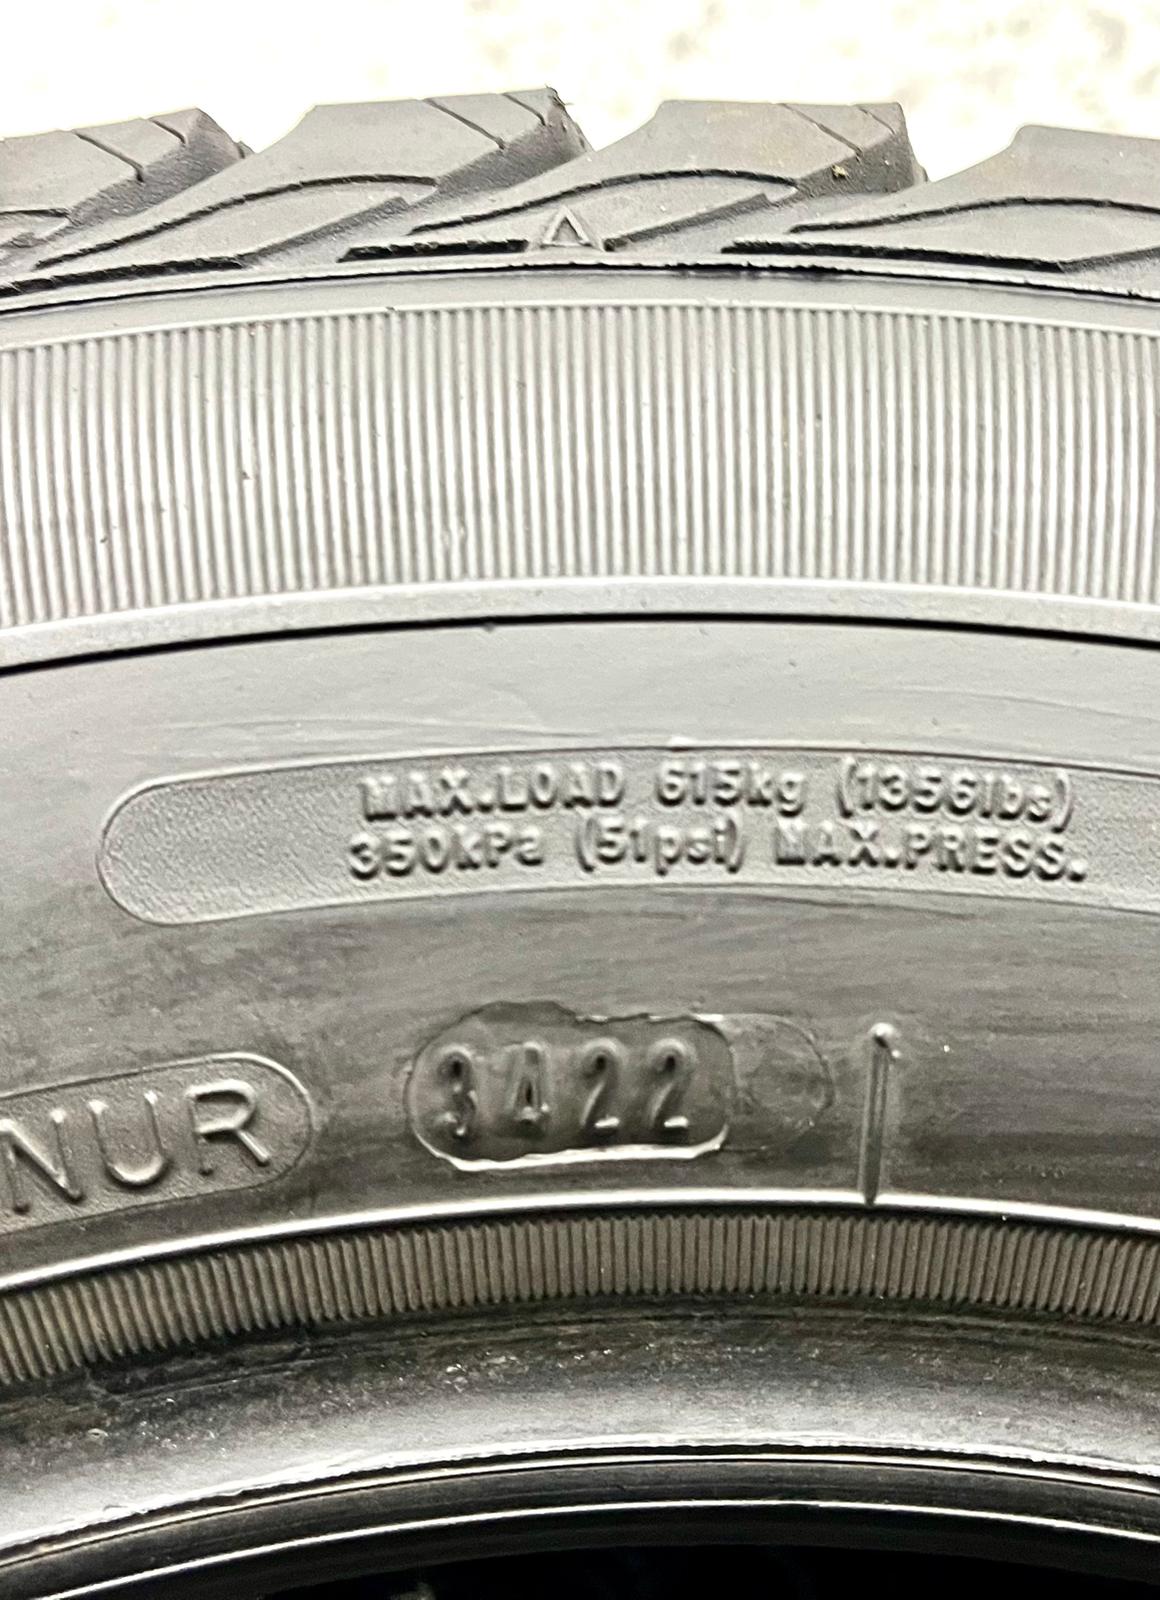 MAX.LOAD 615kg (1356lbs)
350kPa (51psi) MAX.PRESS.
NUR
3422